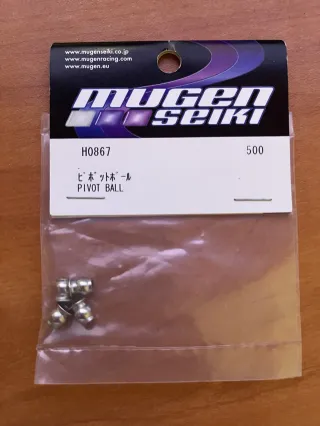 www.mugenseiki.co.jp
www.mugenracing.com
www.mugen.eu
MUGEN
SEIKI
H0867 500
ピボットボール
PIVOT BALL